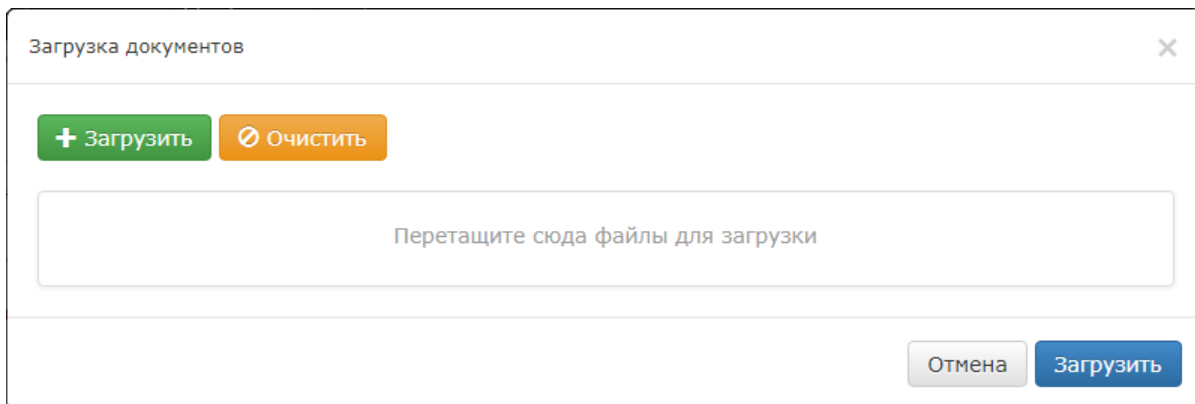 Загрузка документов
Загрузить Очистить
Перетащите сюда файлы для загрузки
Отмена Загрузить